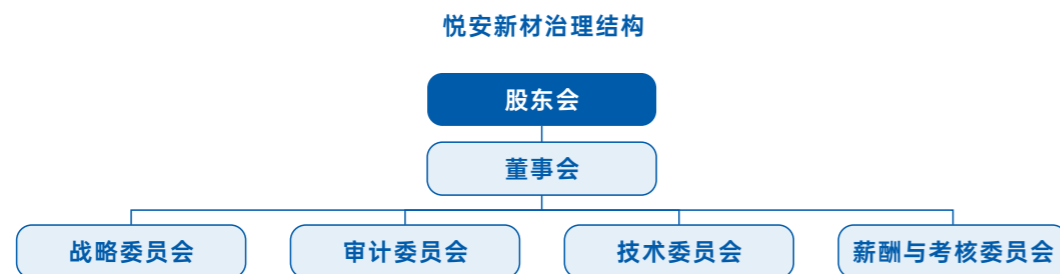 悦安新材治理结构
股东会
董事会
战略委员会
审计委员会
技术委员会
薪酬与考核委员会